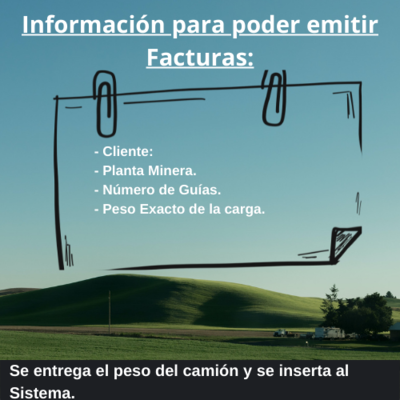 Información para poder emitir
Facturas:
- Cliente:
- Planta Minera.
- Número de Guías.
- Peso Exacto de la carga.
Se entrega el peso del camión y se inserta al
Sistema.